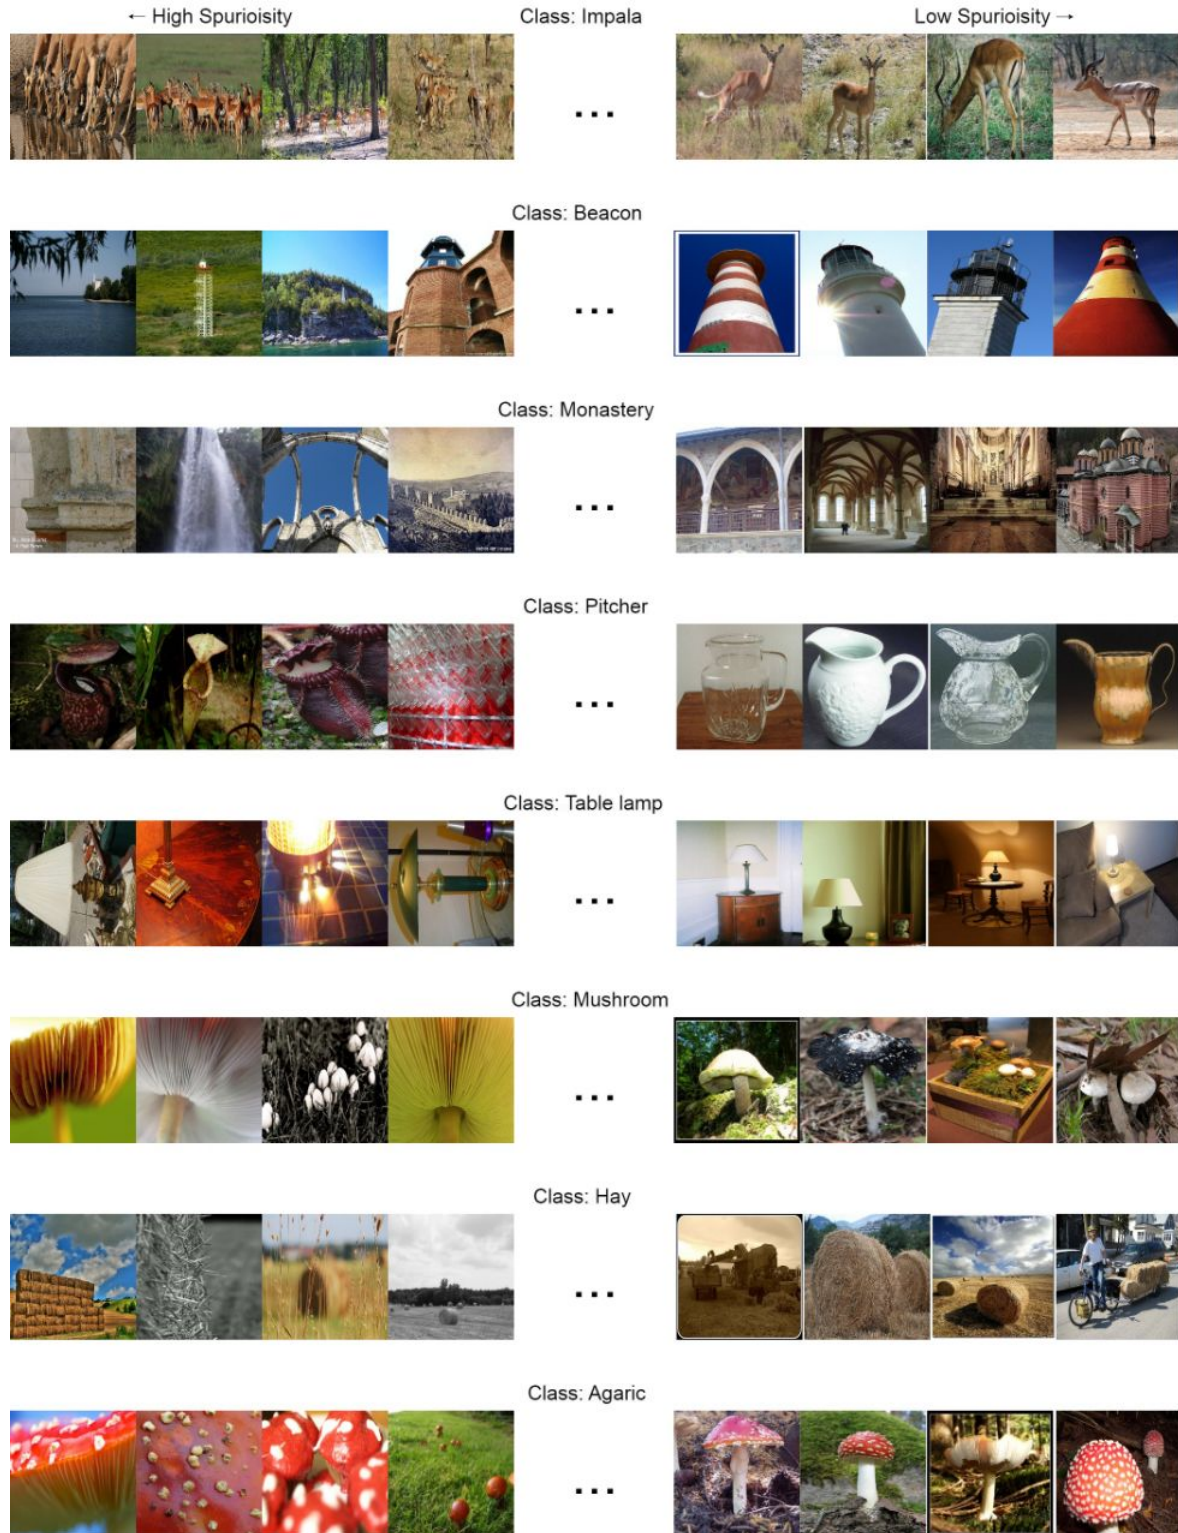 ← High Spurioisity
Class: Impala
Low Spurioisity →
...
Class: Beacon
...
Class: Monastery
...
Class: Pitcher
...
Class: Table lamp
...
Class: Mushroom
...
Class: Hay
...
Class: Agaric
...